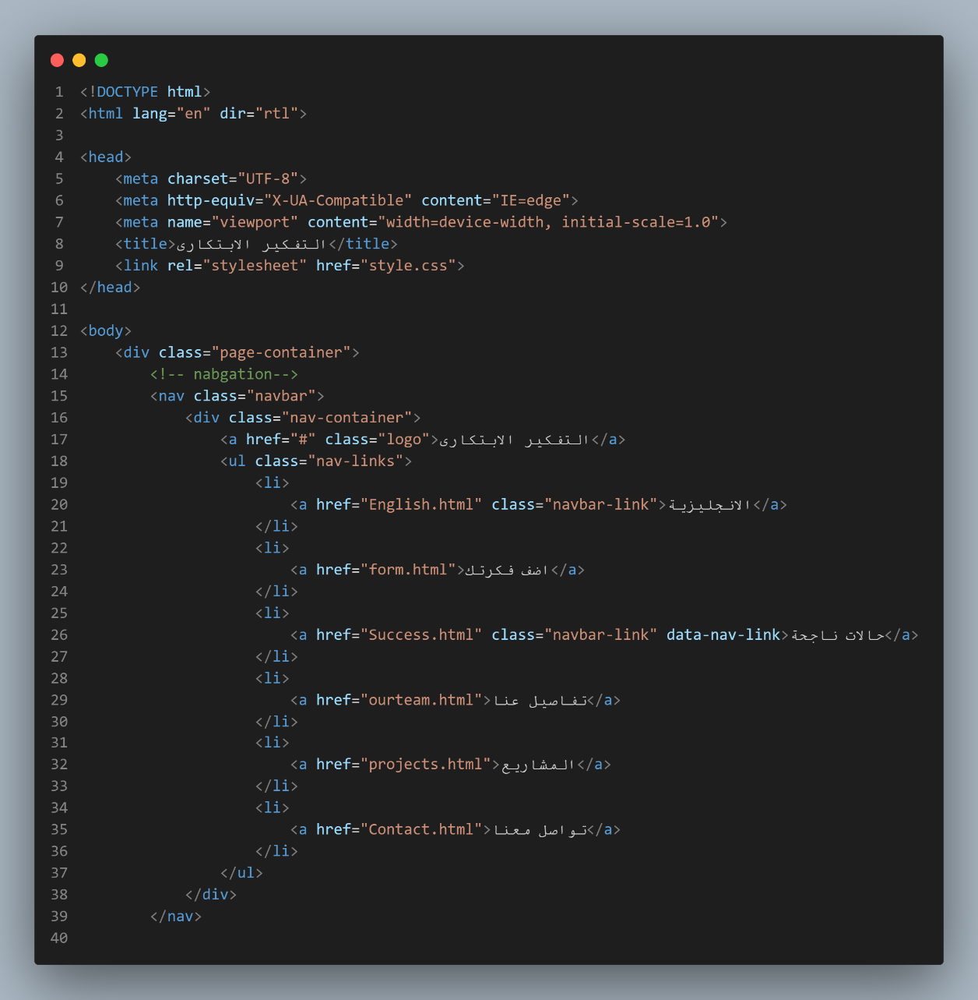 1 <!DOCTYPE html>
2 <html lang="en" dir="rtl">
3
4 <head>
5     <meta charset="UTF-8">
6     <meta http-equiv="X-UA-Compatible" content="IE=edge">
7     <meta name="viewport" content="width=device-width, initial-scale=1.0">
8     <title>التفكير الابتكارى</title>
9     <link rel="stylesheet" href="style.css">
10 </head>
11
12 <body>
13     <div class="page-container">
14         <!-- nabgation-->
15         <nav class="navbar">
16             <div class="nav-container">
17                 <a href="#" class="logo">التفكير الابتكارى</a>
18                 <ul class="nav-links">
19                     <li>
20                         <a href="English.html" class="navbar-link">الانجليزية</a>
21                     </li>
22                     <li>
23                         <a href="form.html">اضف فكرتك</a>
24                     </li>
25                     <li>
26                         <a href="Success.html" class="navbar-link" data-nav-link>حالات ناجحة</a>
27                     </li>
28                     <li>
29                         <a href="ourteam.html">تفاصيل عنا</a>
30                     </li>
31                     <li>
32                         <a href="projects.html">المشاريع</a>
33                     </li>
34                     <li>
35                         <a href="Contact.html">تواصل معنا</a>
36                     </li>
37                 </ul>
38             </div>
39         </nav>
40